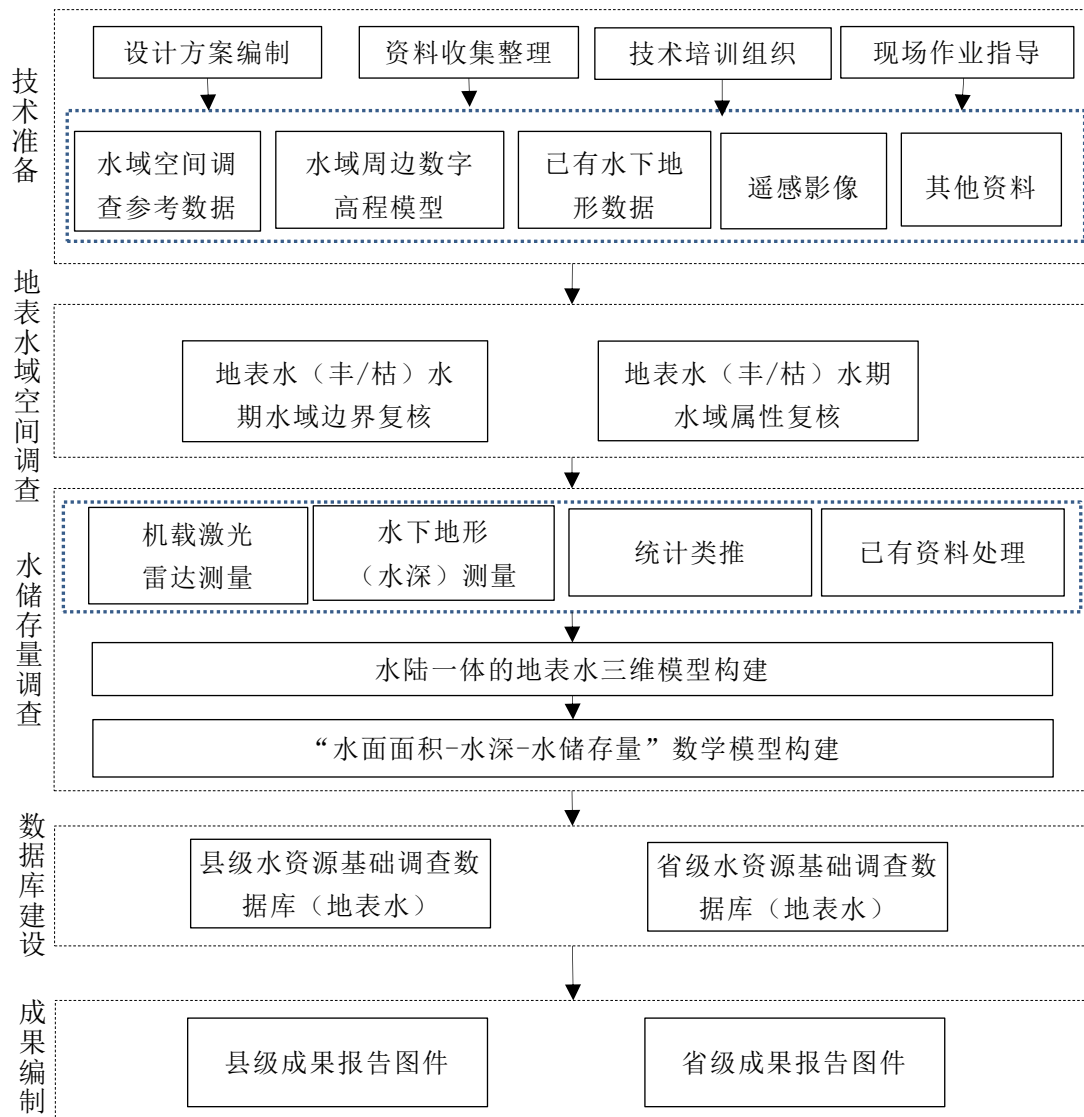 技术准备
设计方案编制
资料收集整理
技术培训组织
现场作业指导
水域空间调
查参考数据
水域周边数字
高程模型
已有水下地
形数据
遥感影像
其他资料
地表水域空间调查
地表水（丰/枯）水
期水域边界复核
地表水（丰/枯）水期
水域属性复核
水储存量调查
机载激光
雷达测量
水下地形
（水深）测量
统计类推
已有资料处理
水陆一体的地表水三维模型构建
“水面面积-水深-水储存量”数学模型构建
数据库建设
县级水资源基础调查数
据库（地表水）
省级水资源基础调查数
据库（地表水）
成果编制
县级成果报告图件
省级成果报告图件